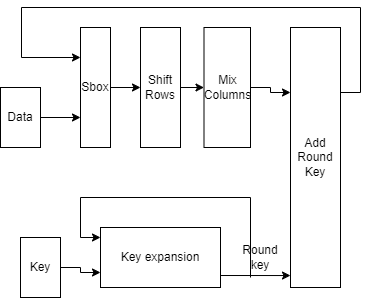 Data
Sbox
Shift
Rows
Mix
Columns
Add
Round
Key
Key
Key expansion
Round
key